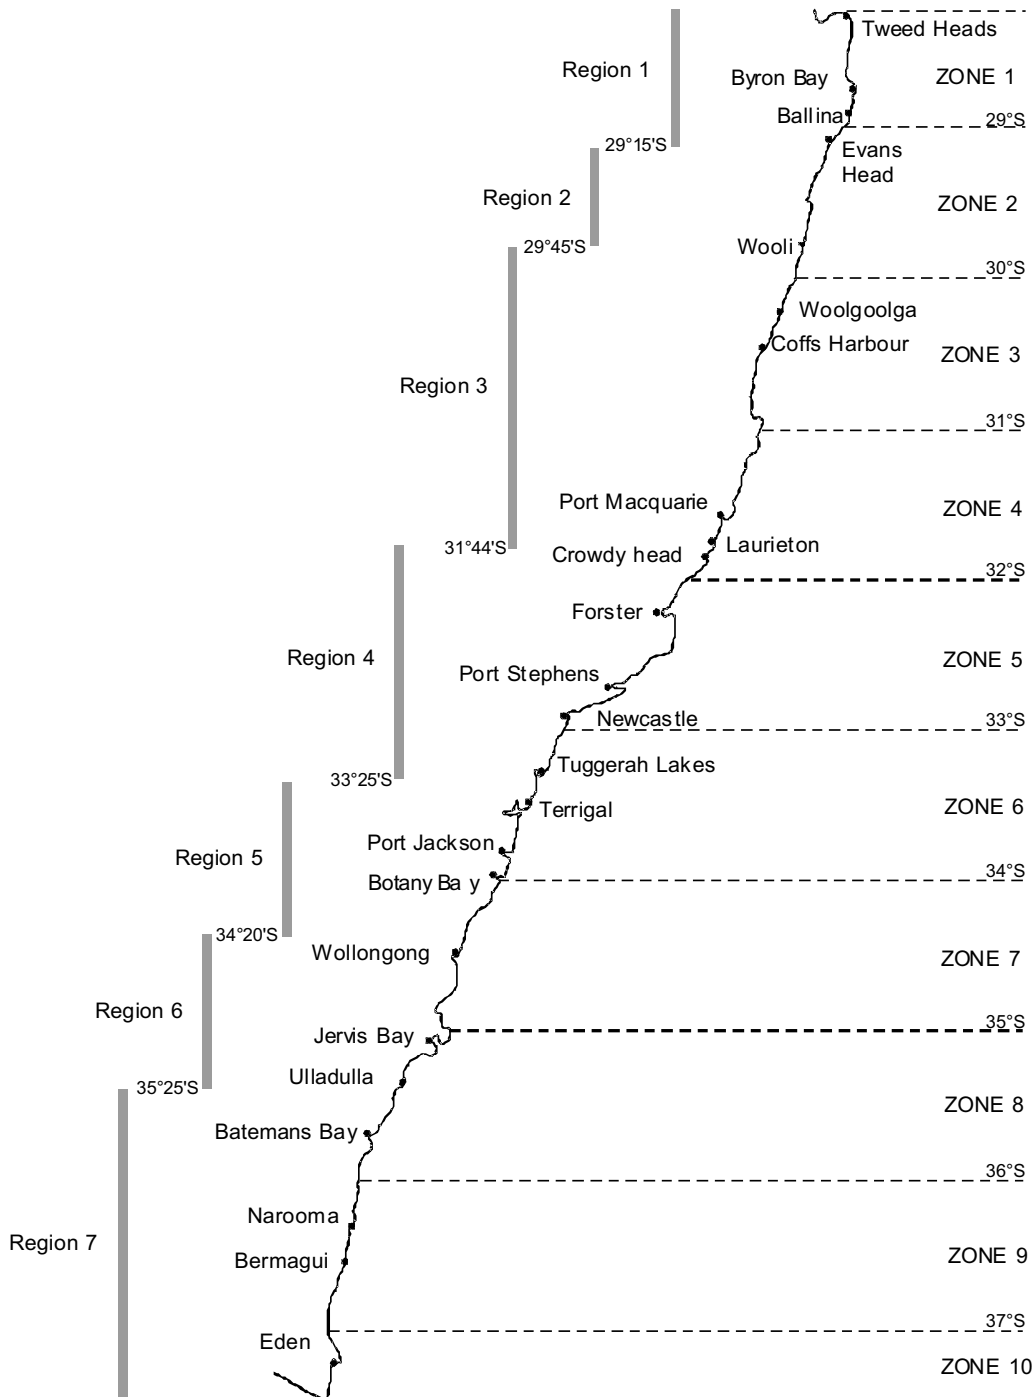 Tweed Heads
Region 1
Byron Bay
ZONE 1
Ballina
29°S
29°15'S
Evans
Head
Region 2
ZONE 2
Wooli
29°45'S
30°S
Woolgoolga
Coffs Harbour
ZONE 3
Region 3
31°S
Port Macquarie
ZONE 4
Laurieton
31°44'S
Crowdy head
32°S
Forster
Region 4
ZONE 5
Port Stephens
Newcastle
33°S
Tuggerah Lakes
33°25'S
Terrigal
ZONE 6
Port Jackson
Region 5
34°S
Botany Ba y
34°20'S
Wollongong
ZONE 7
Region 6
35°S
Jervis Bay
Ulladulla
35°25'S
ZONE 8
Batemans Bay
36°S
Narooma
Region 7
Bermagui
ZONE 9
37°S
Eden
ZONE 10